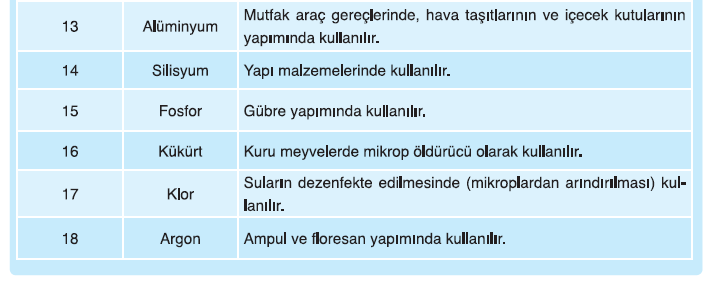 13 Alüminyum Mutfak araç gereçlerinde, hava taşıtlarının ve içecek kutularının
yapımında kullanılır.
14 Silisyum Yapı malzemelerinde kullanılır.
15 Fosfor Gübre yapımında kullanılır.
16 Kükürt Kuru meyvelerde mikrop öldürücü olarak kullanılır.
17 Klor Suların dezenfekte edilmesinde (mikroplardan arındırılması) kul-
lanılır.
18 Argon Ampul ve floresan yapımında kullanılır.